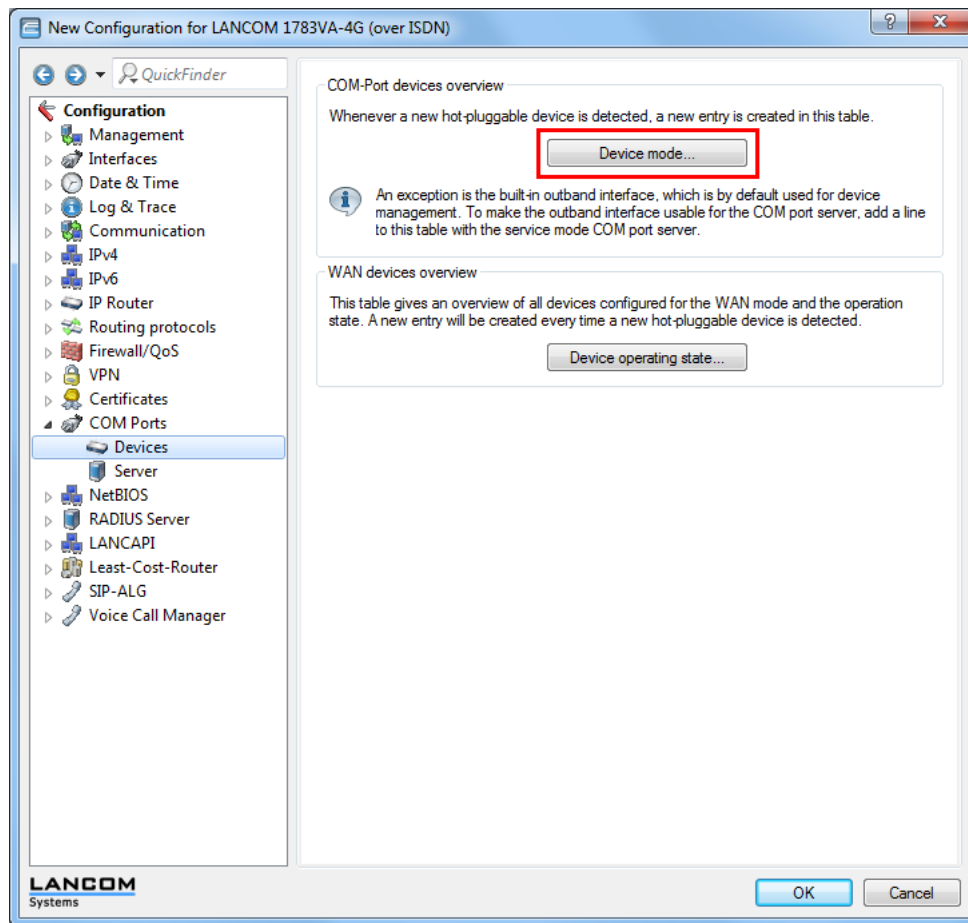 New Configuration for LANCOM 1783VA-4G (over ISDN)
QuickFinder
Configuration
Management
Interfaces
Date & Time
Log & Trace
Communication
IPv4
IPv6
IP Router
Routing protocols
Firewall/QoS
VPN
Certificates
COM Ports
Devices
Server
NetBIOS
RADIUS Server
LANCAPI
Least-Cost-Router
SIP-ALG
Voice Call Manager
COM-Port devices overview
Whenever a new hot-pluggable device is detected, a new entry is created in this table.
Device mode...
An exception is the built-in outband interface, which is by default used for device
management. To make the outband interface usable for the COM port server, add a line
to this table with the service mode COM port server.
WAN devices overview
This table gives an overview of all devices configured for the WAN mode and the operation
state. A new entry will be created every time a new hot-pluggable device is detected.
Device operating state...
LANCOM
Systems
OK
Cancel